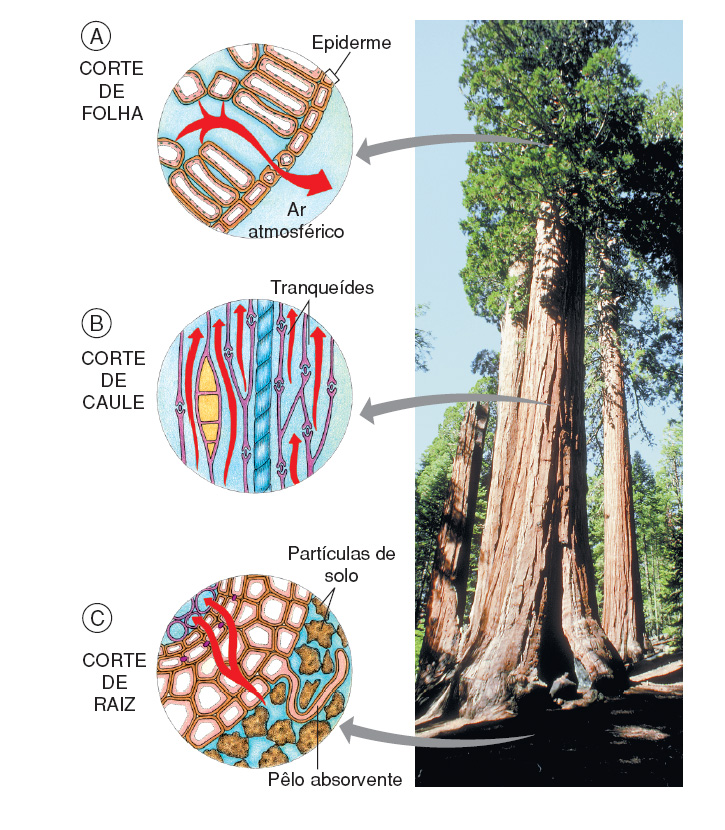 A
CORTE
DE
FOLHA
Epiderme
Ar
atmosférico
B
CORTE
DE
CAULE
Tranqueídes
C
CORTE
DE
RAIZ
Partículas de
solo
Pêlo absorvente